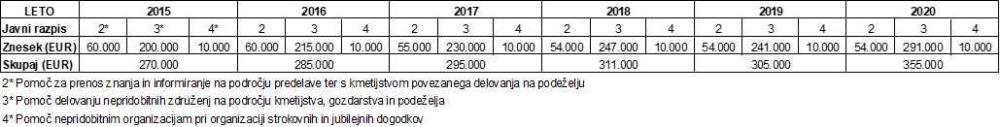 LETO 2015 2016 2017 2018 2019 2020
Javni razpis 2* 3* 4* 2 3 4 2 3 4 2 3 4 2 3 4 2 3 4
Znesek (EUR) 60.000 200.000 10.000 60.000 215.000 10.000 55.000 230.000 10.000 54.000 247.000 10.000 54.000 241.000 10.000 54.000 291.000 10.000
Skupaj (EUR) 270.000 285.000 295.000 311.000 305.000 355.000
2* Pomoč za prenos znanja in informiranje na področju predelave ter s kmetijstvom povezanega delovanja na podeželju
3* Pomoč delovanju nepridobitnih združenj na področju kmetijstva, gozdarstva in podeželja
4* Pomoč nepridobitnim organizacijam pri organizaciji strokovnih in jubilejnih dogodkov